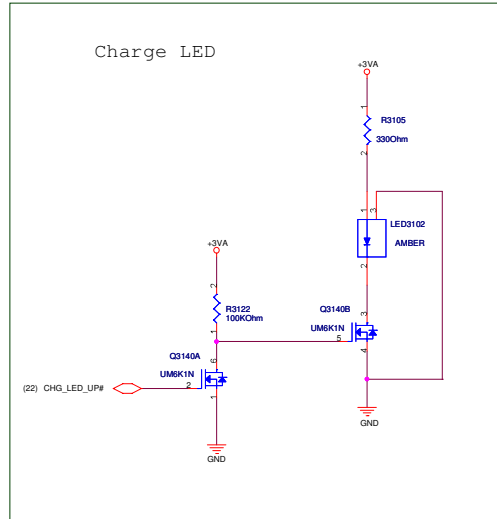 Charge LED
+3VA
1
R3105
330Ohm
2
1
3
LED3102
AMBER
2
+3VA
2
R3122
100KOhm
1
Q3140B
3
UM6K1N
5
4
Q3140A
6
UM6K1N
(22) CHG_LED_UP#
2
1
GND
GND